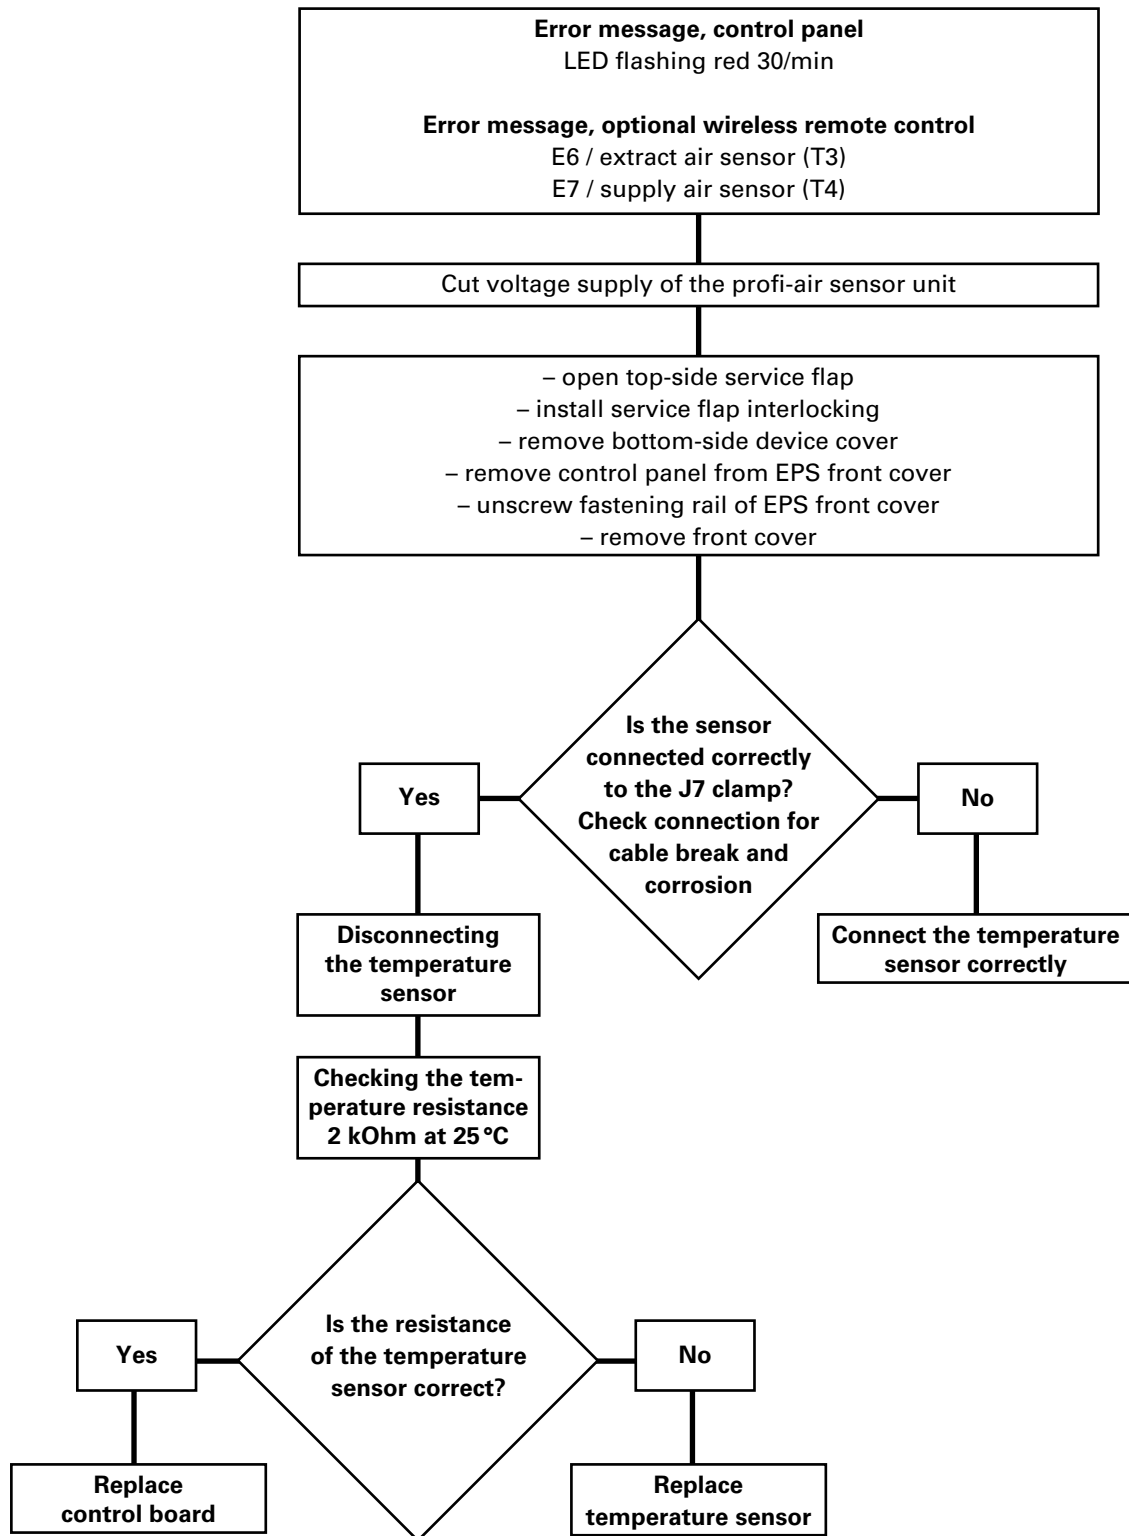 Error message, control panel
LED flashing red 30/min
Error message, optional wireless remote control
E6 / extract air sensor (T3)
E7 / supply air sensor (T4)
Cut voltage supply of the profi-air sensor unit
– open top-side service flap
– install service flap interlocking
– remove bottom-side device cover
– remove control panel from EPS front cover
– unscrew fastening rail of EPS front cover
– remove front cover
Is the sensor
connected correctly
to the J7 clamp?
Check connection for
cable break and
corrosion
Yes
No
Disconnecting
the temperature
sensor
Connect the temperature
sensor correctly
Checking the tem-
perature resistance
2 kOhm at 25 °C
Is the resistance
of the temperature
sensor correct?
Yes
No
Replace
control board
Replace
temperature sensor